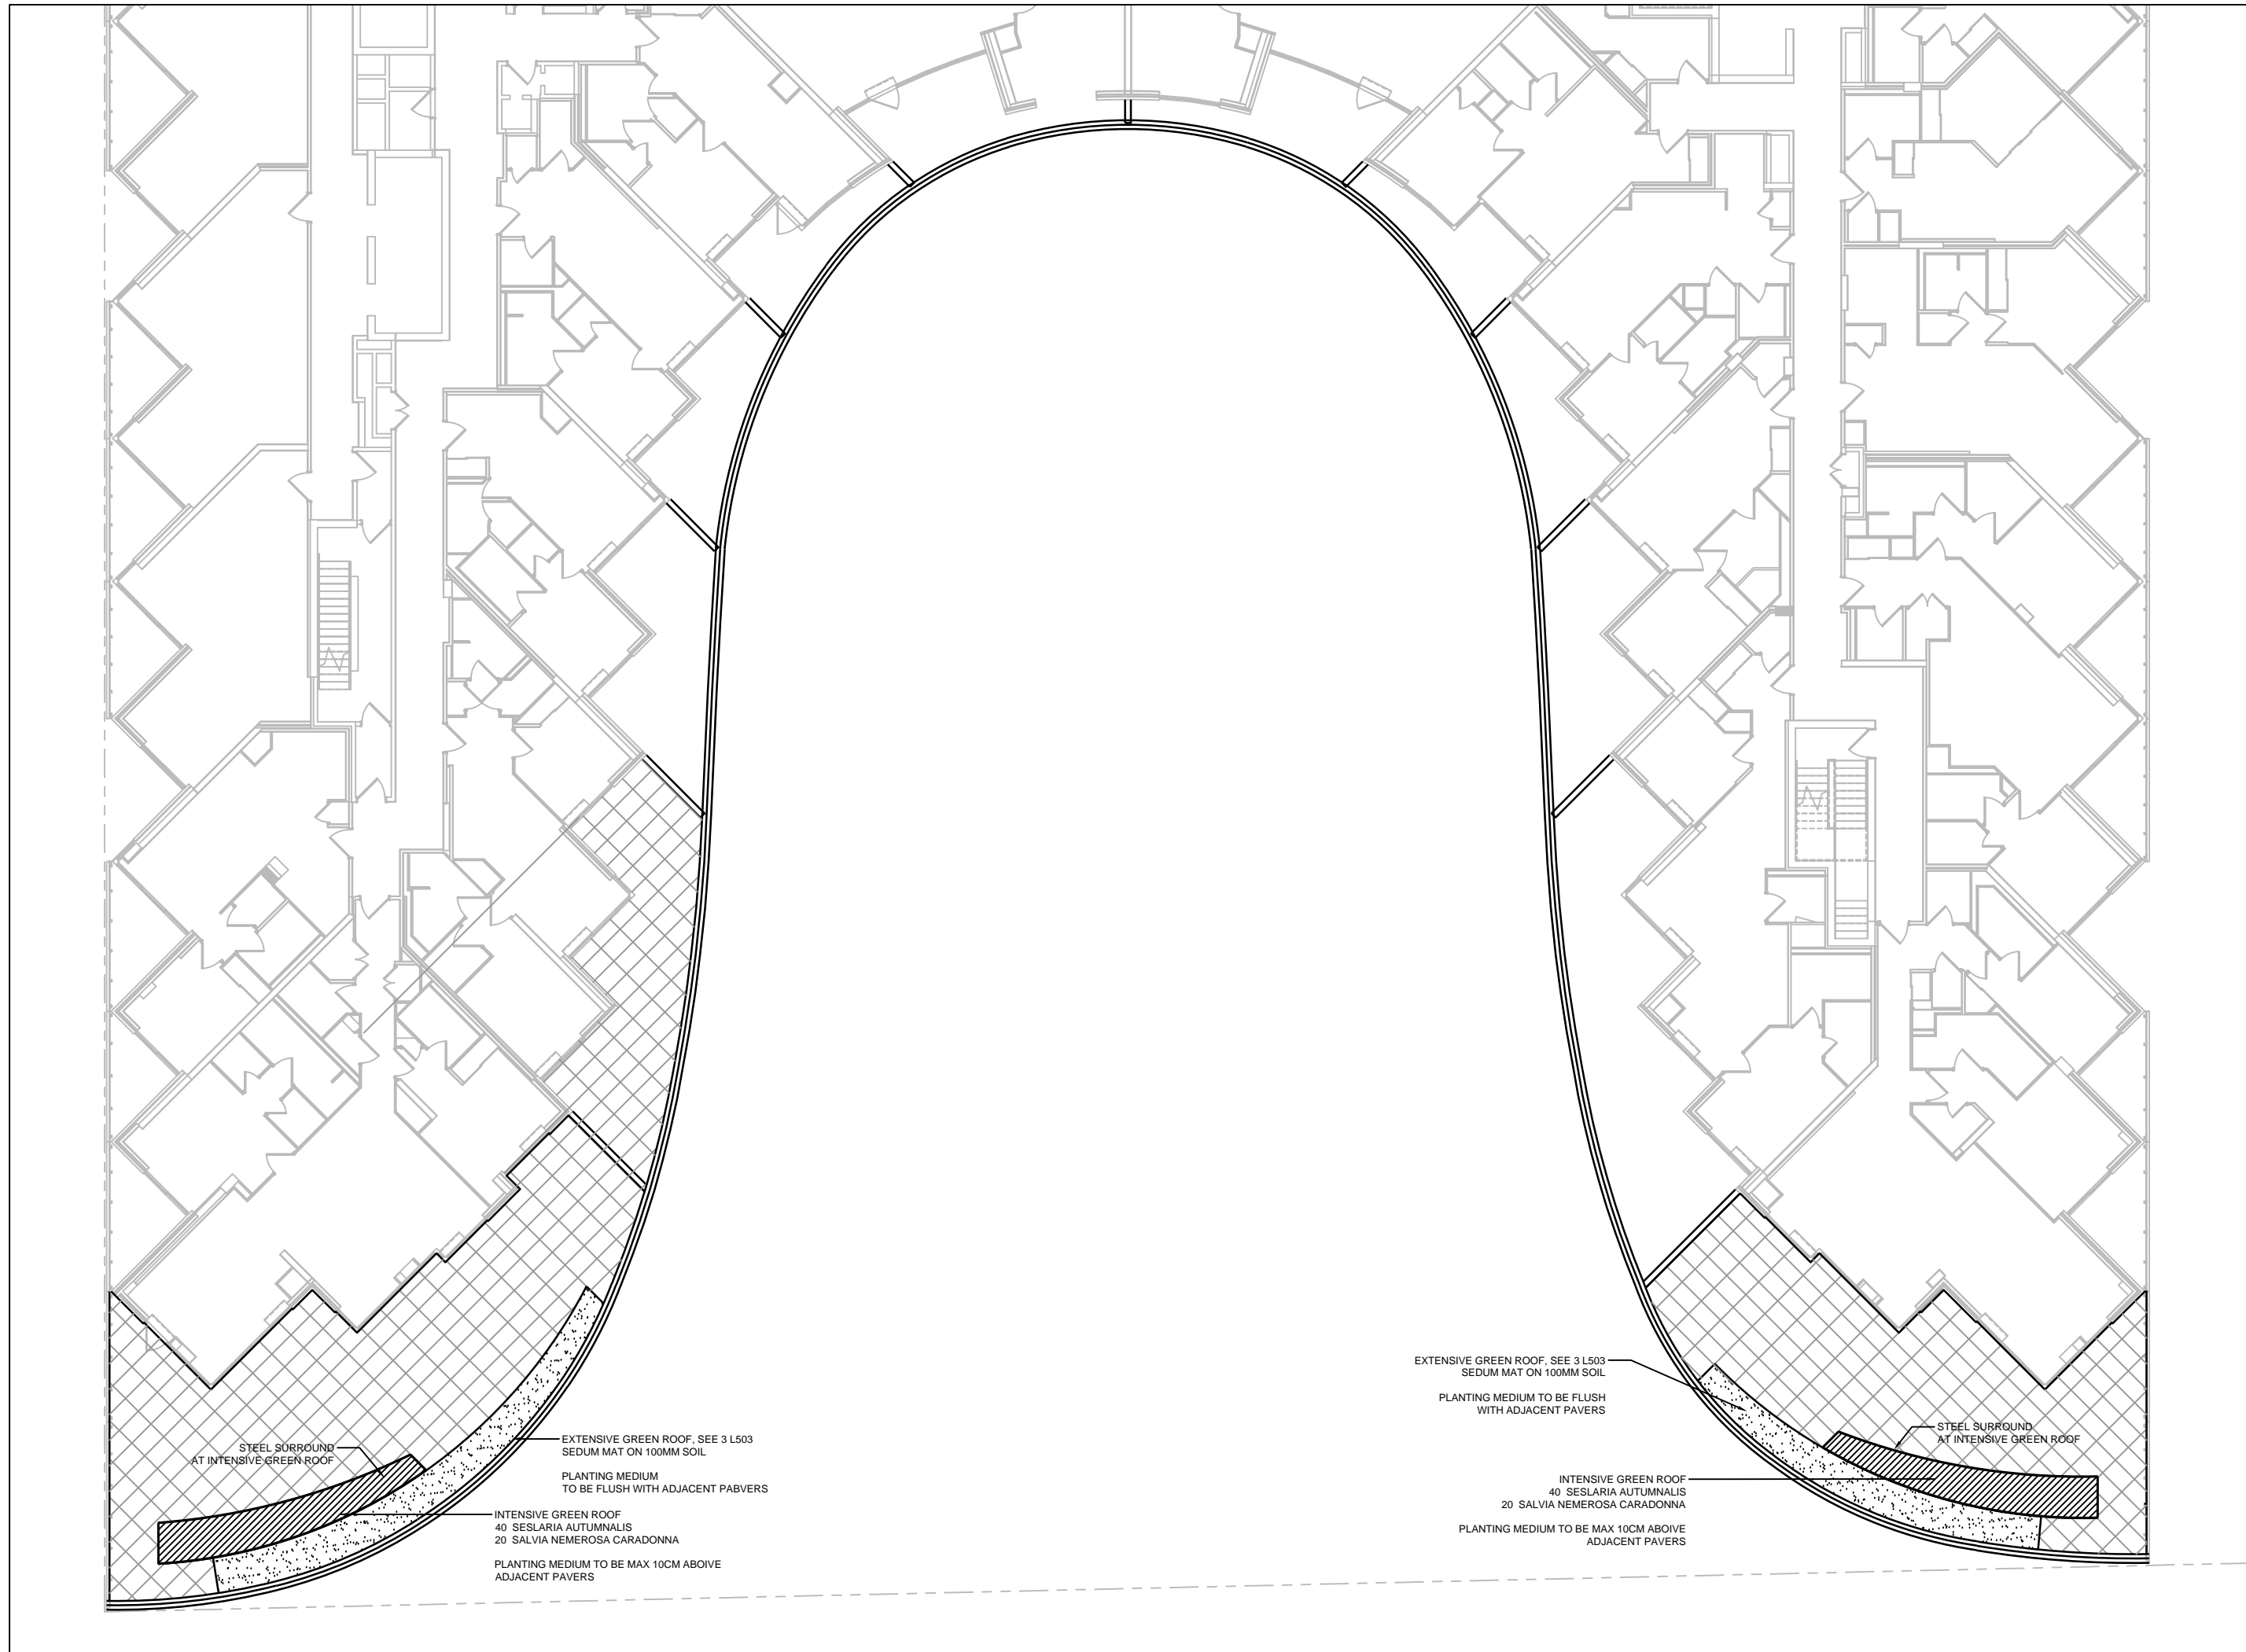 STEEL SURROUND
AT INTENSIVE GREEN ROOF
EXTENSIVE GREEN ROOF, SEE 3 L503
SEDUM MAT ON 100MM SOIL
PLANTING MEDIUM
TO BE FLUSH WITH ADJACENT PABVERS
INTENSIVE GREEN ROOF
40 SESLARIA AUTUMNALIS
20 SALVIA NEMEROSA CARADONNA
PLANTING MEDIUM TO BE MAX 10CM ABOIVE
ADJACENT PAVERS
EXTENSIVE GREEN ROOF, SEE 3 L503
SEDUM MAT ON 100MM SOIL
PLANTING MEDIUM TO BE FLUSH
WITH ADJACENT PAVERS
STEEL SURROUND
AT INTENSIVE GREEN ROOF
INTENSIVE GREEN ROOF
40 SESLARIA AUTUMNALIS
20 SALVIA NEMEROSA CARADONNA
PLANTING MEDIUM TO BE MAX 10CM ABOIVE
ADJACENT PAVERS